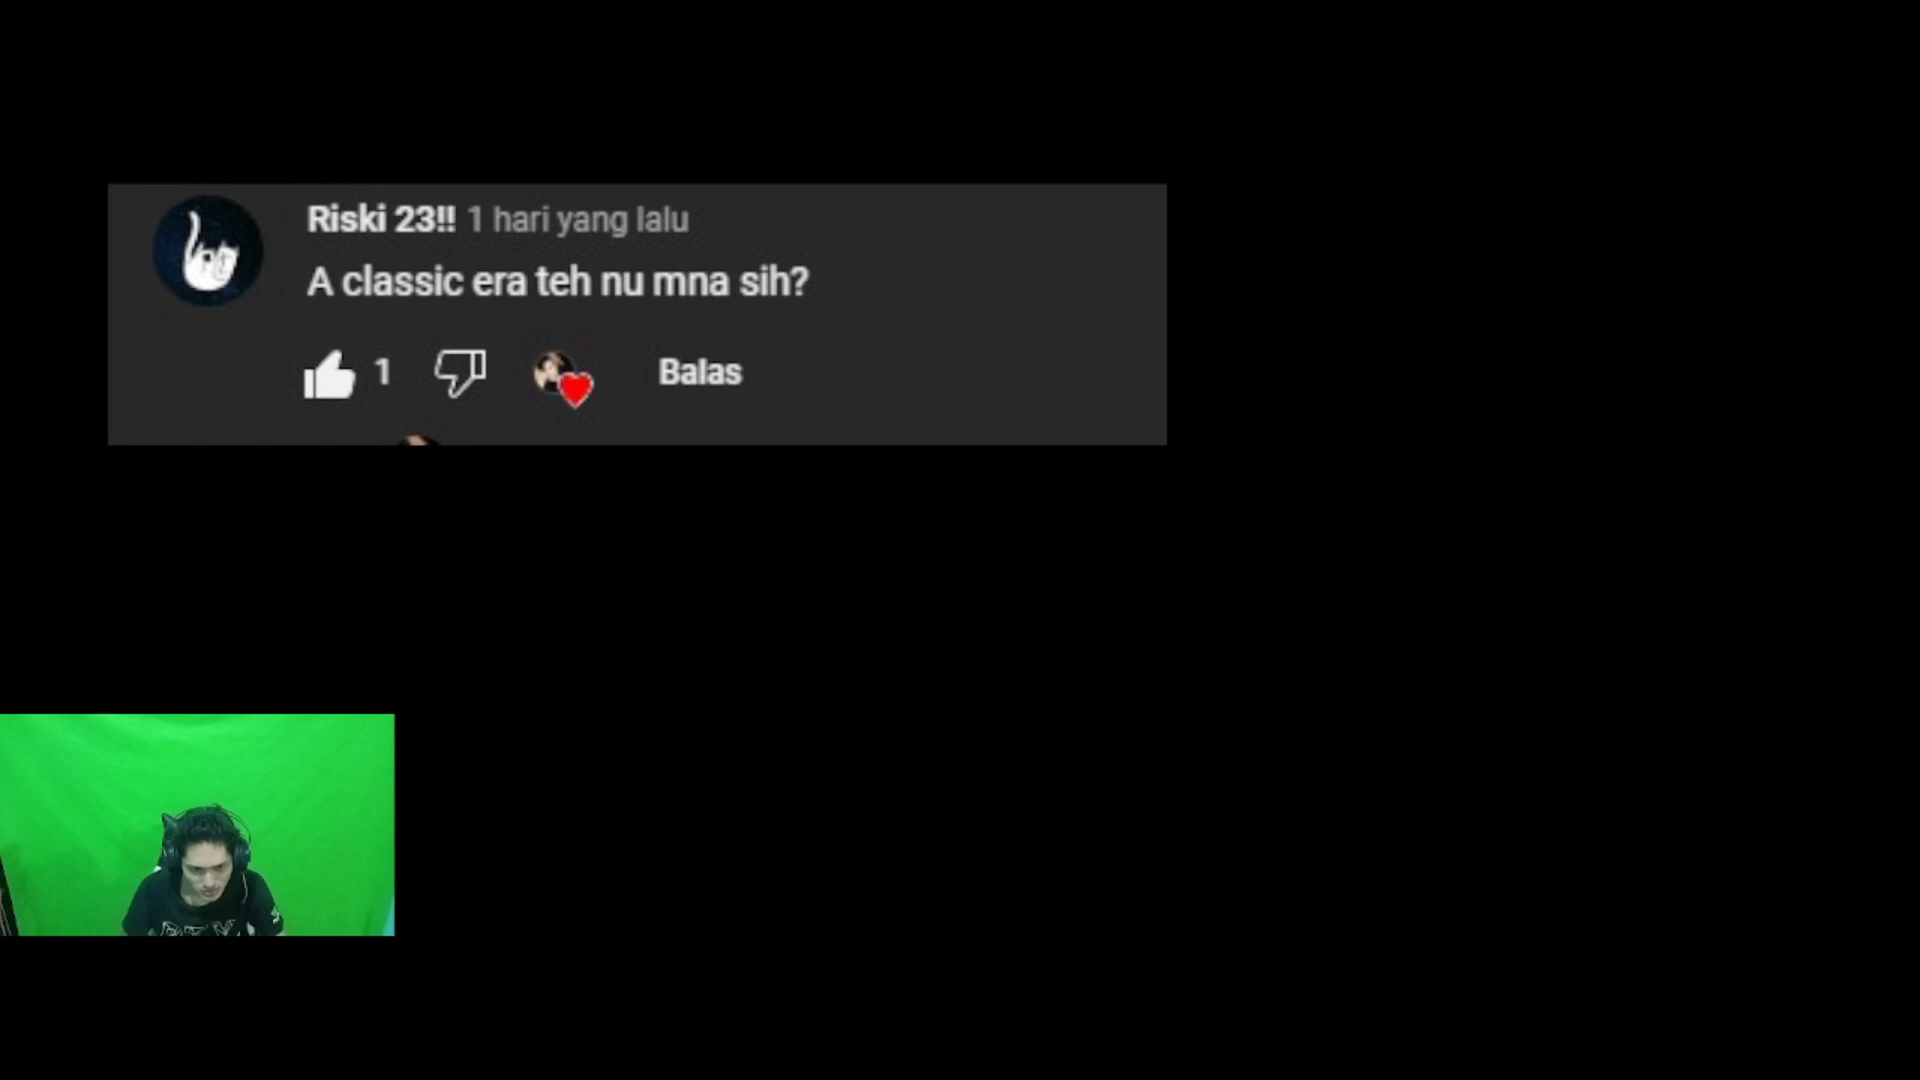 Riski 23!! 1 hari yang lalu
A classic era teh nu mna sih?
1 Balas